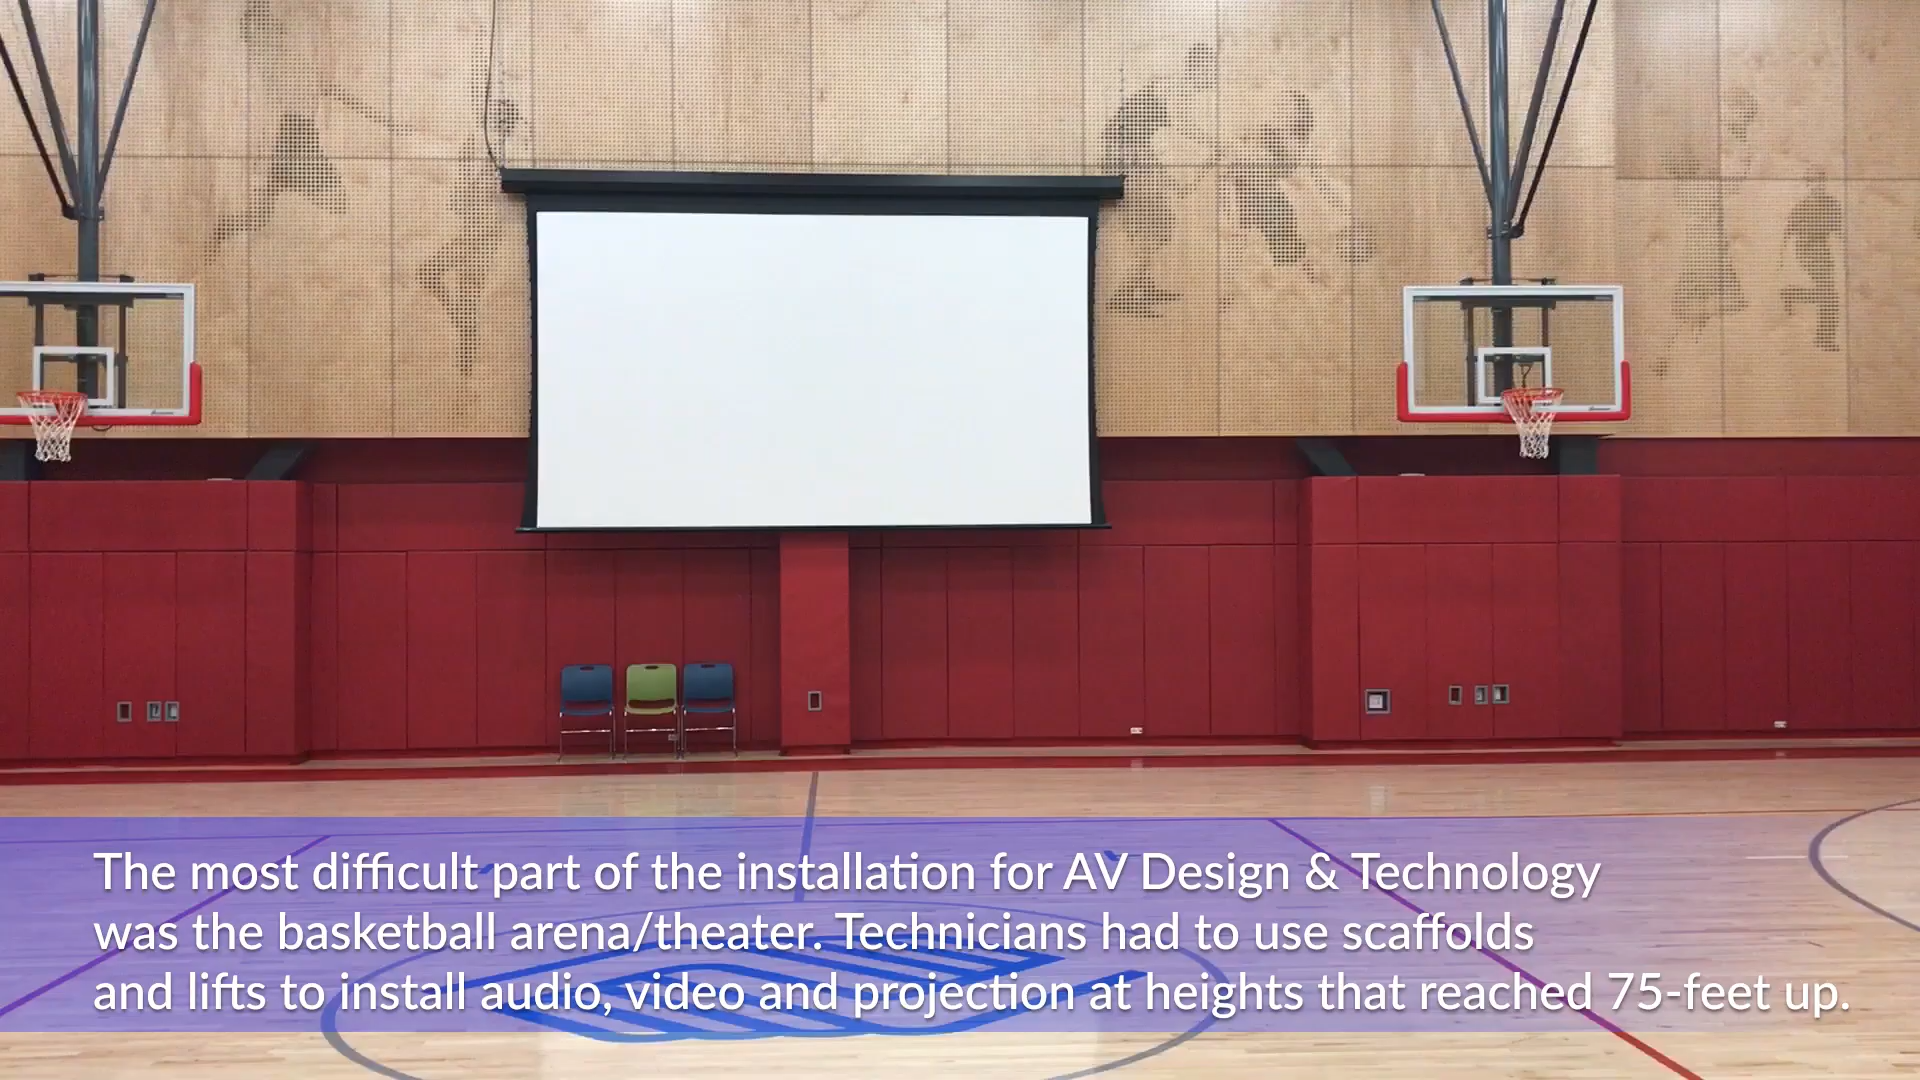 The most difficult part of the installation for AV Design & Technology
was the basketball arena/theater. Technicians had to use scaffolds
and lifts to install audio, video and projection at heights that reached 75-feet up.